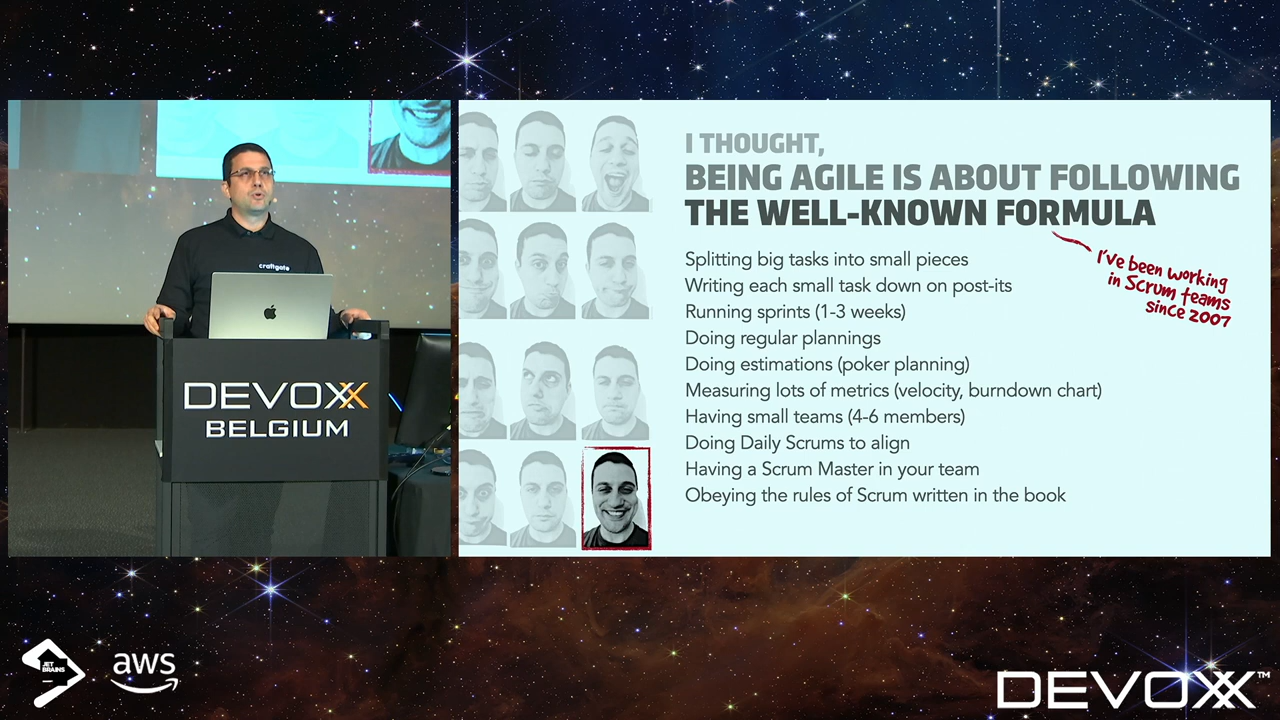 craftgate
DEVOXX
BELGIUM
I THOUGHT,
BEING AGILE IS ABOUT FOLLOWING
THE WELL-KNOWN FORMULA
I've been working
in Scrum teams
since 2007
Splitting big tasks into small pieces
Writing each small task down on post-its
Running sprints (1-3 weeks)
Doing regular plannings
Doing estimations (poker planning)
Measuring lots of metrics (velocity, burndown chart)
Having small teams (4-6 members)
Doing Daily Scrums to align
Having a Scrum Master in your team
Obeying the rules of Scrum written in the book
JET
BRAINS
aws
DEVOXX™